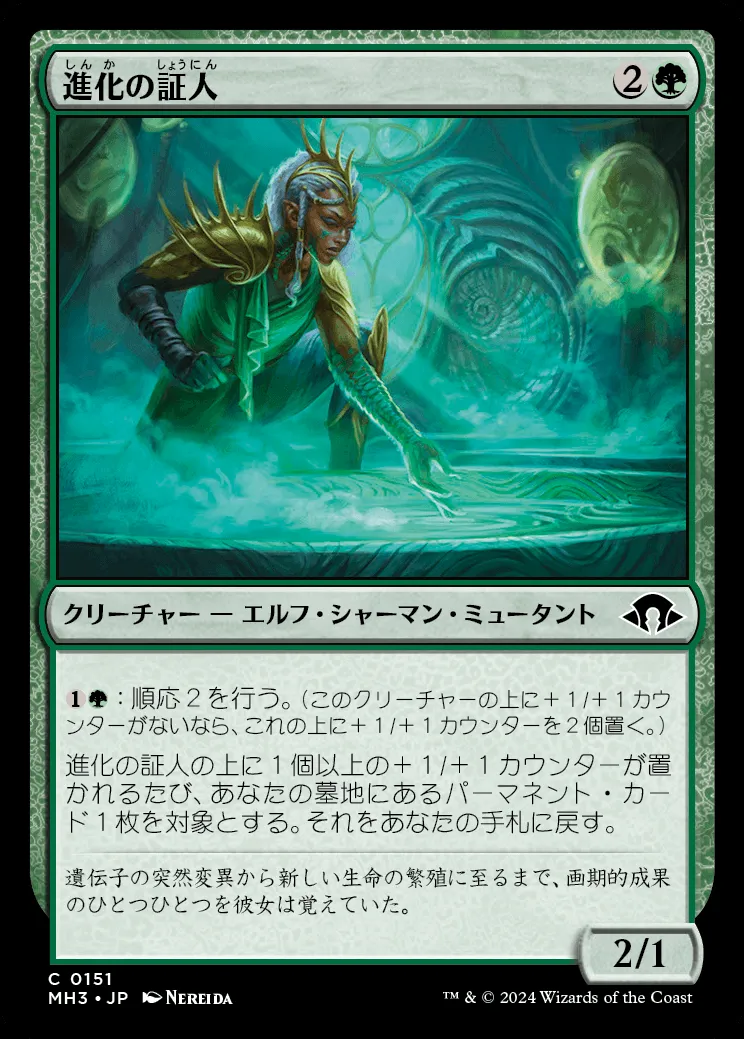 しんか しょうにん
進化の証人 2
クリーチャー — エルフ・シャーマン・ミュータント
1：順応２を行う。（このクリーチャーの上に＋１/＋１カウ
ンターがないなら、これの上に＋１/＋１カウンターを２個置く。）
進化の証人の上に１個以上の＋１/＋１カウンターが置
かれるたび、あなたの墓地にあるパーマネント・カー
ド１枚を対象とする。それをあなたの手札に戻す。
遺伝子の突然変異から新しい生命の繁殖に至るまで、画期的成果
のひとつひとつを彼女は覚えていた。
2/1
C 0151
MH3 • JP NEREIDA
™ & © 2024 Wizards of the Coast